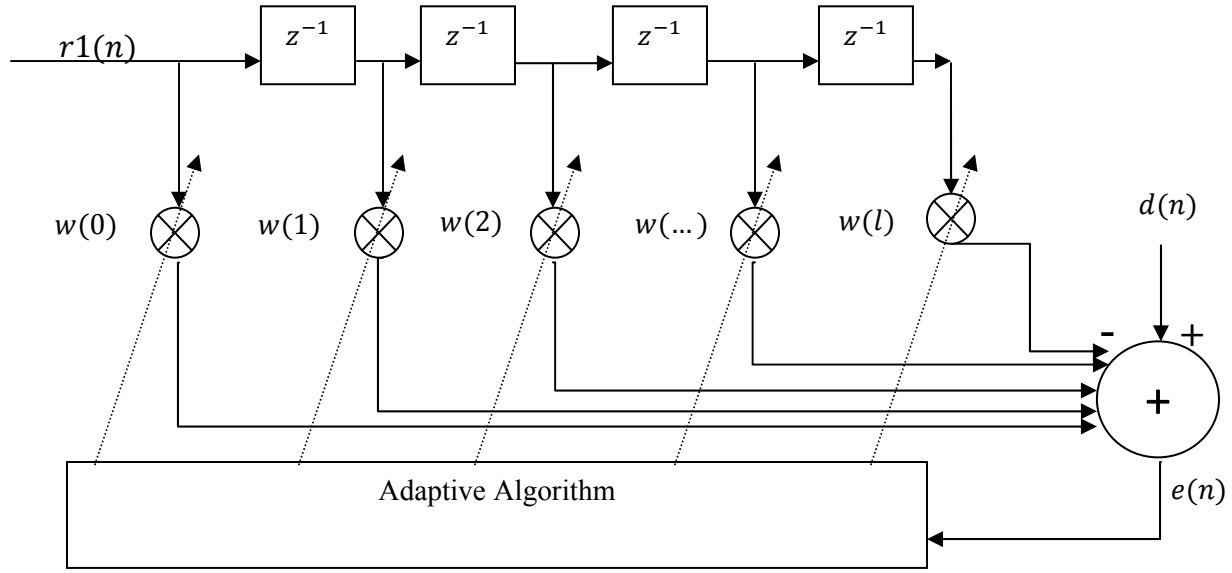 r1(n)
z⁻¹
z⁻¹
z⁻¹
z⁻¹
w(0)
w(1)
w(2)
w(…)
w(l)
d(n)
-
+
+
Adaptive Algorithm
e(n)